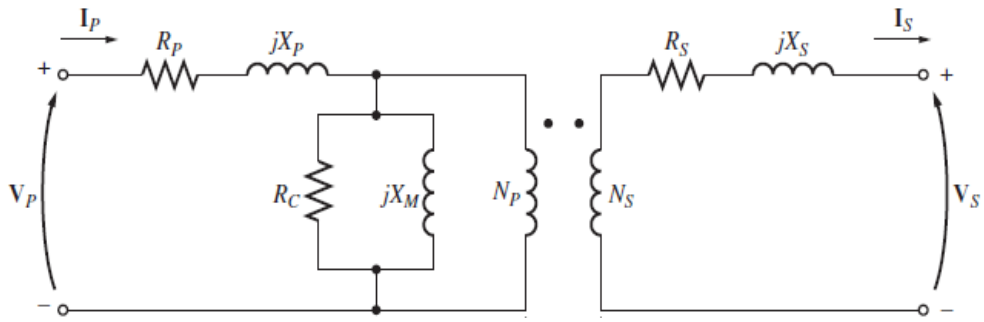 I_P R_P jX_P R_S jX_S I_S
+ +
V_P R_C jX_M N_P N_S V_S
– –